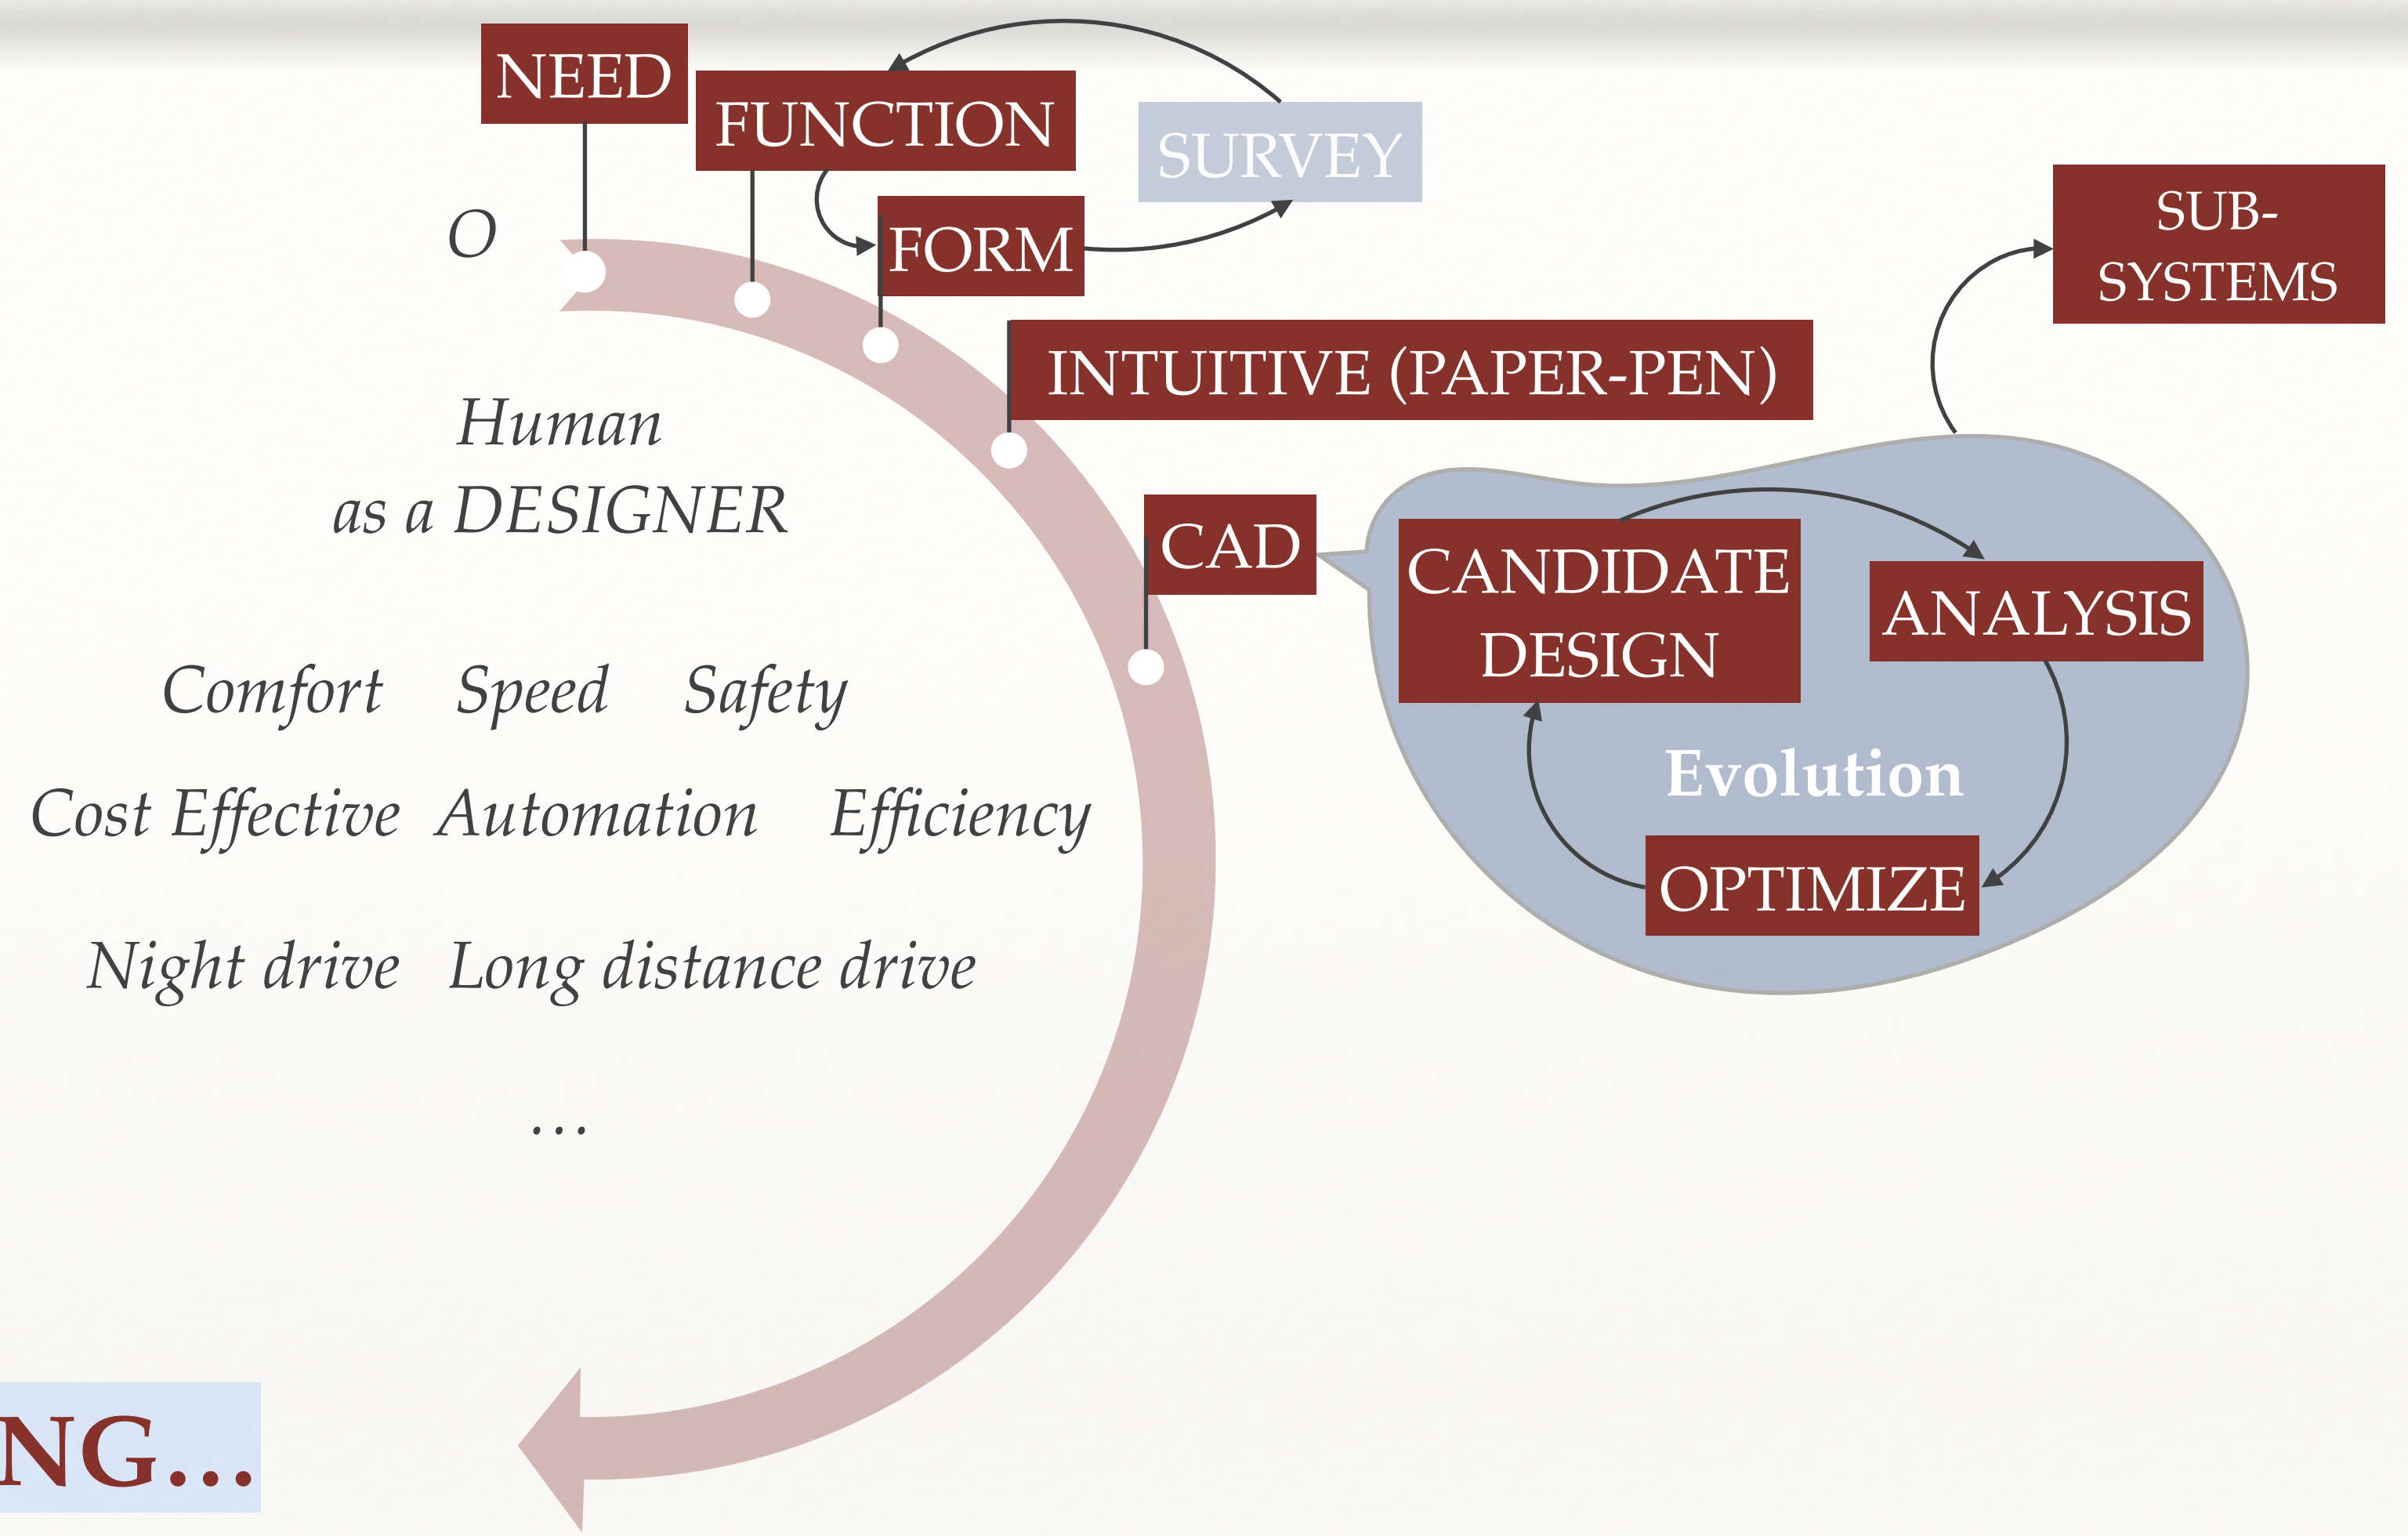 NEED
FUNCTION
SURVEY
FORM
SUB-
SYSTEMS
O
INTUITIVE (PAPER-PEN)
Human
as a DESIGNER
CAD
CANDIDATE
DESIGN
ANALYSIS
Evolution
OPTIMIZE
Comfort Speed Safety
Cost Effective Automation Efficiency
Night drive Long distance drive
...
NG...